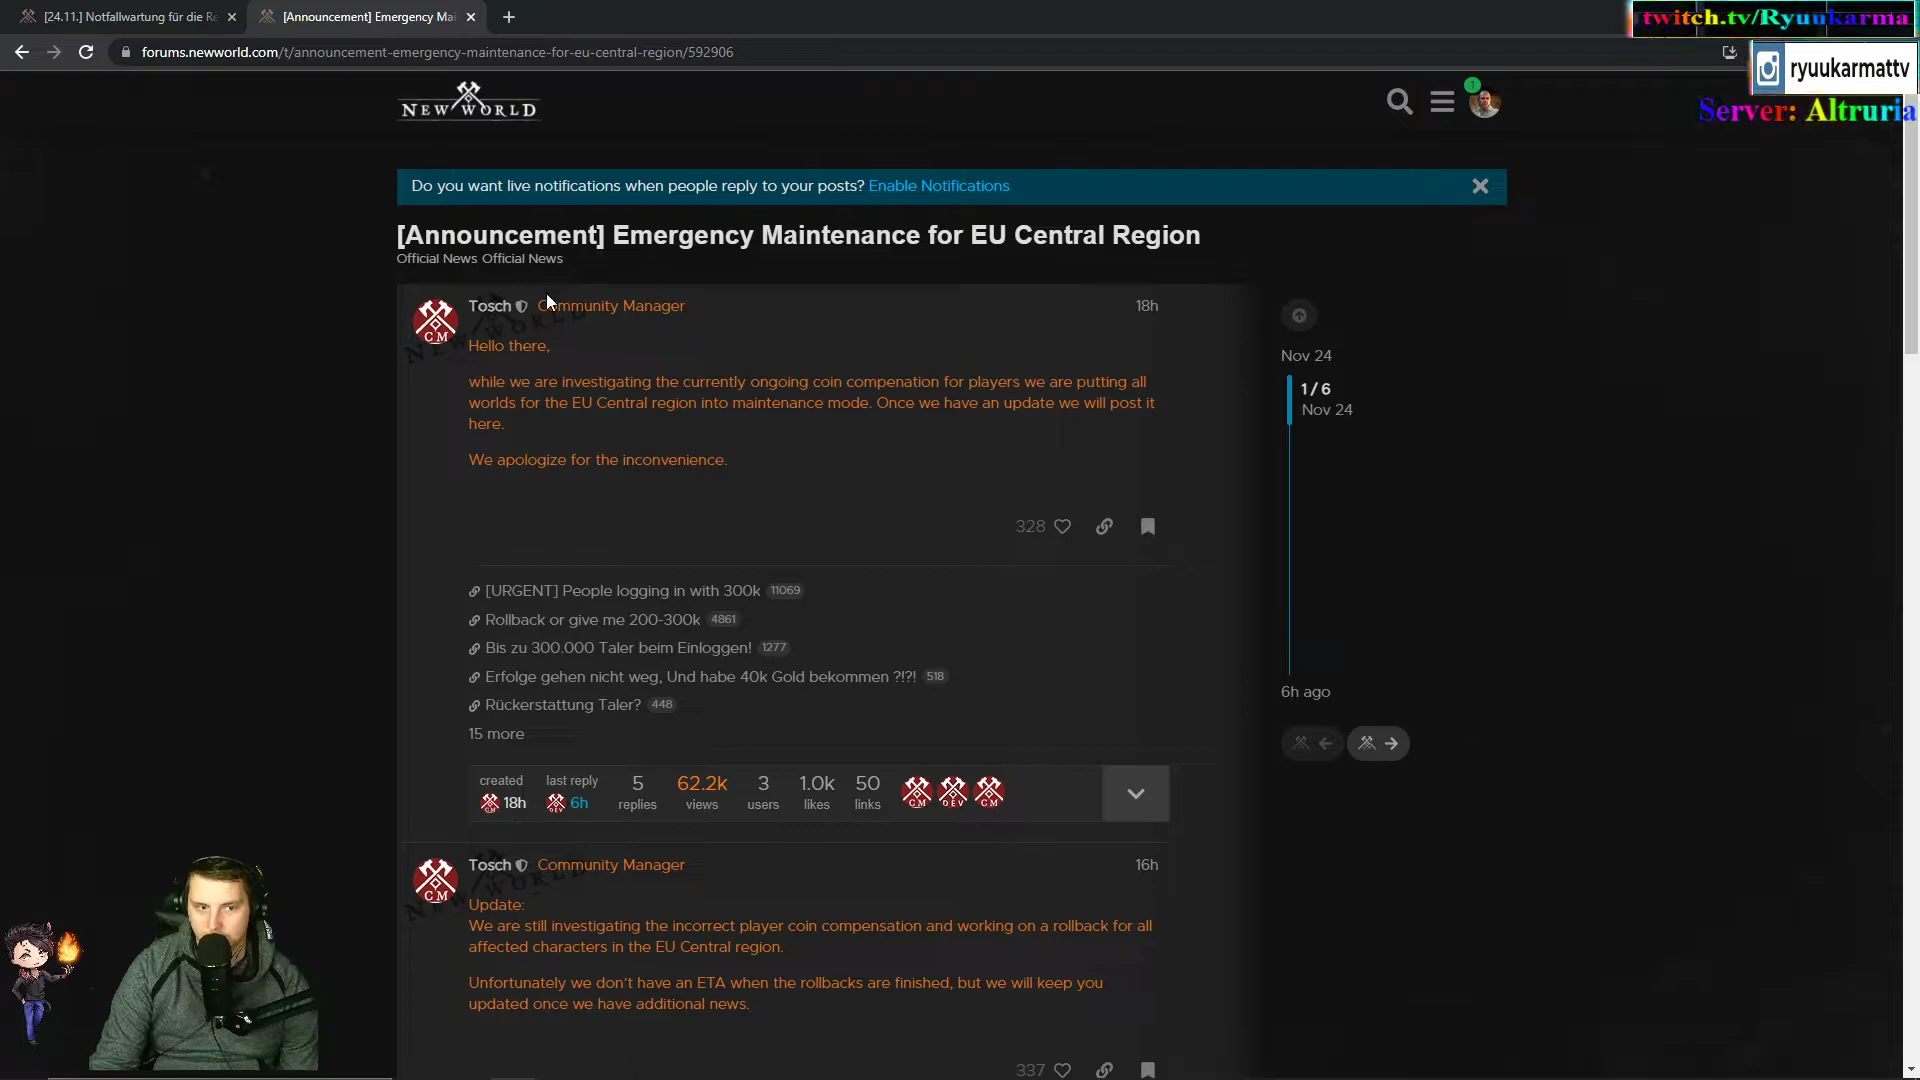 [24.11.] Notfallwartung für die Re
[Announcement] Emergency Mai
forums.newworld.com/t/announcement-emergency-maintenance-for-eu-central-region/592906
twitch.tv/Ryuukarma
ryuukarmattv
Server: Altruria
NEW WORLD
1
Do you want live notifications when people reply to your posts? Enable Notifications
[Announcement] Emergency Maintenance for EU Central Region
Official News Official News
Tosch Community Manager 18h
Hello there,
while we are investigating the currently ongoing coin compenation for players we are putting all
worlds for the EU Central region into maintenance mode. Once we have an update we will post it
here.
We apologize for the inconvenience.
328
[URGENT] People logging in with 300k 11069
Rollback or give me 200-300k 4861
Bis zu 300.000 Taler beim Einloggen! 1277
Erfolge gehen nicht weg, Und habe 40k Gold bekommen ?!?! 518
Rückerstattung Taler? 448
15 more
created
18h
last reply
6h
5
replies
62.2k
views
3
users
1.0k
likes
50
links
CM
DEV
CM
Nov 24
1 / 6
Nov 24
6h ago
Tosch Community Manager 16h
Update:
We are still investigating the incorrect player coin compensation and working on a rollback for all
affected characters in the EU Central region.
Unfortunately we don't have an ETA when the rollbacks are finished, but we will keep you
updated once we have additional news.
337